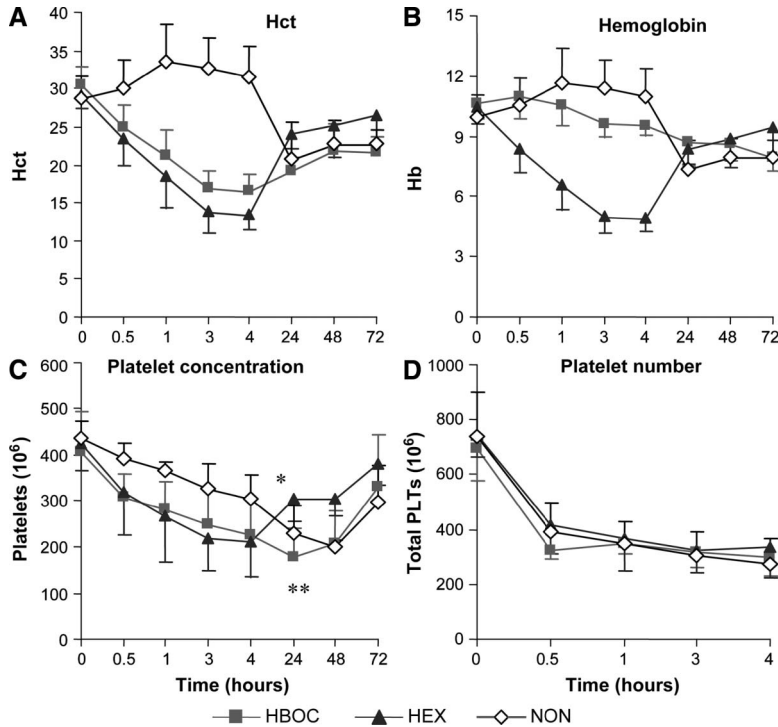 A
Hct
40
35
30
25
20
15
10
5
0
Hct
0 0.5 1 3 4 24 48 72
B
Hemoglobin
15
12
9
6
3
0
Hb
0 0.5 1 3 4 24 48 72
C
Platelet concentration
600
500
400
300
200
100
0
Platelets (10⁶)
*
**
0 0.5 1 3 4 24 48 72
Time (hours)
D
Platelet number
1000
800
600
400
200
0
Total PLTs (10⁶)
0 0.5 1 3 4
Time (hours)
HBOC HEX NON